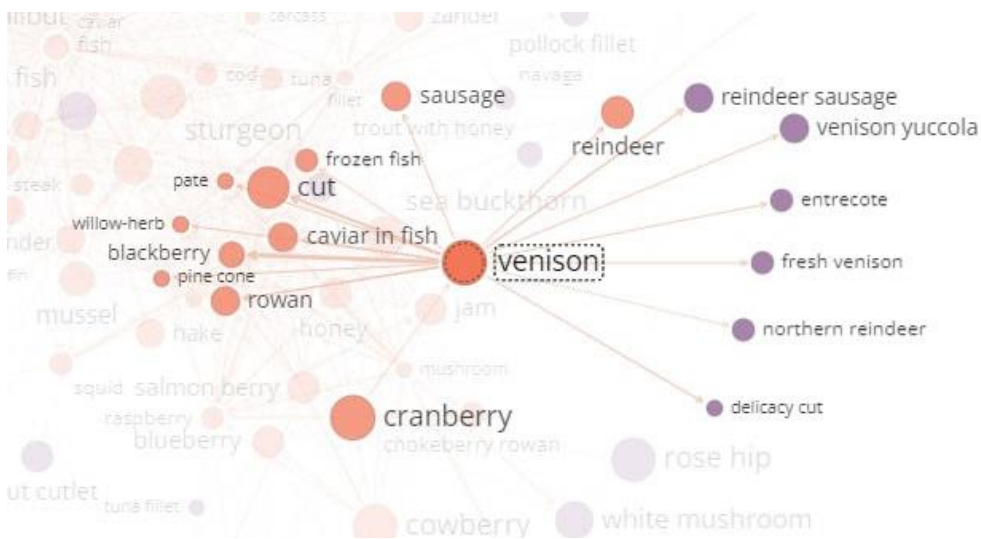 caviar
carcass
zander
fish
pollock fillet
fish
cod
tuna
navaga
fillet
sausage
reindeer sausage
sturgeon
trout with honey
venison yuccola
reindeer
frozen fish
pate
cut
steak
sea buckthorn
entrecote
willow-herb
caviar in fish
blackberry
venison
fresh venison
pine cone
rowan
mussel
honey
jam
hake
northern reindeer
mushroom
squid
salmon berry
delicacy cut
raspberry
cranberry
blueberry
chokeberry rowan
rose hip
ut cutlet
tuna fillet
cowberry
white mushroom